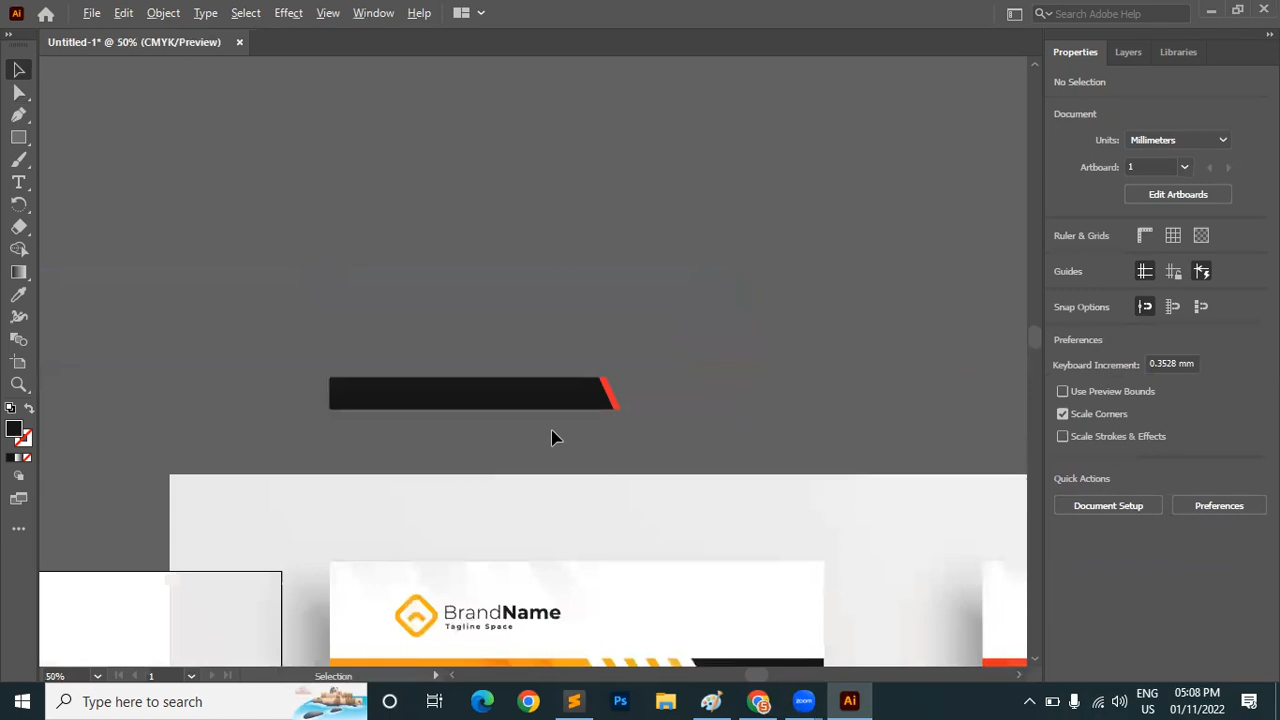 Ai
File Edit Object Type Select Effect View Window Help
Search Adobe Help
Untitled-1* @ 50% (CMYK/Preview)
Properties Layers Libraries
No Selection
Document
Units: Millimeters
Artboard: 1
Edit Artboards
Ruler & Grids
Guides
Snap Options
Preferences
Keyboard Increment: 0.3528 mm
Use Preview Bounds
Scale Corners
Scale Strokes & Effects
Quick Actions
Document Setup Preferences
BrandName
Tagline Space
50% 1 Selection
Type here to search
Ps
Ai
ENG
US
05:08 PM
01/11/2022